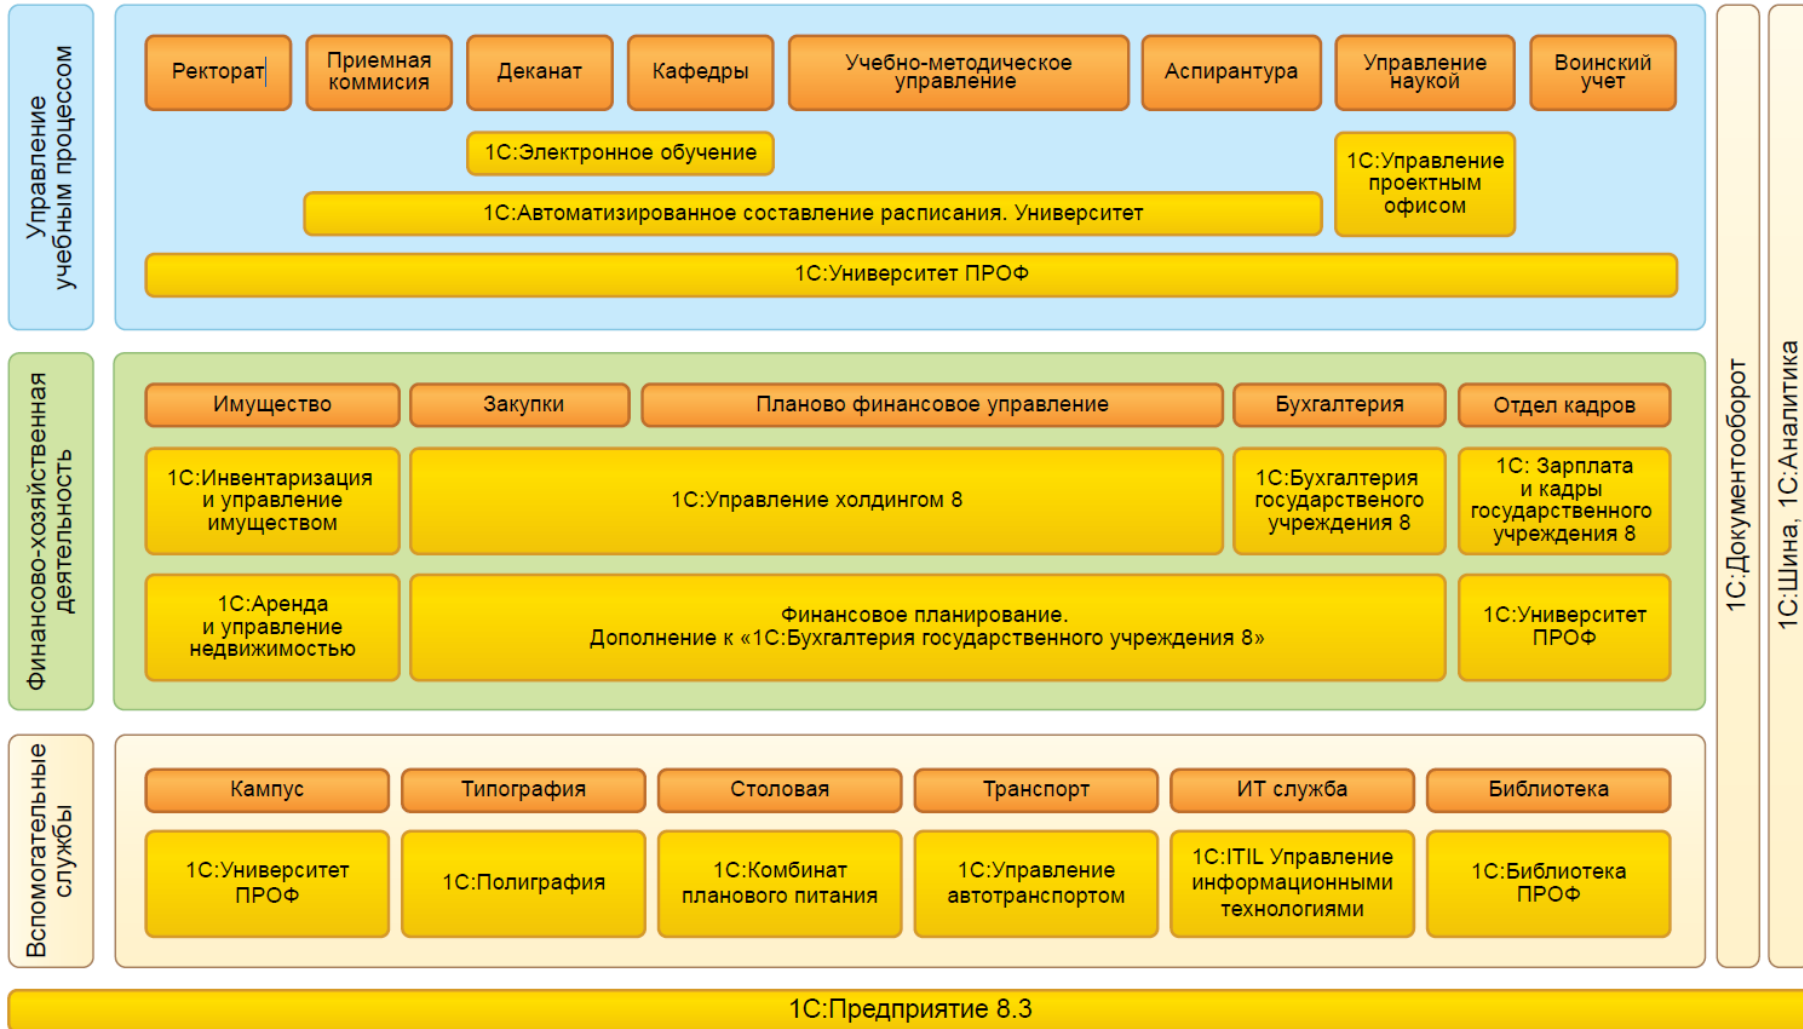 Управление
учебным процессом
Ректорат
Приемная
коммисия
Деканат
Кафедры
Учебно-методическое
управление
Аспирантура
Управление
наукой
Воинский
учет
1С:Электронное обучение
1С:Управление
проектным
офисом
1С:Автоматизированное составление расписания. Университет
1С:Университет ПРОФ
Финансово-хозяйственная
деятельность
Имущество
Закупки
Планово финансовое управление
Бухгалтерия
Отдел кадров
1С:Инвентаризация
и управление
имуществом
1С:Управление холдингом 8
1С:Бухгалтерия
государственого
учреждения 8
1С: Зарплата
и кадры
государственного
учреждения 8
1С:Аренда
и управление
недвижимостью
Финансовое планирование.
Дополнение к «1С:Бухгалтерия государственного учреждения 8»
1С:Университет
ПРОФ
Вспомогательные
службы
Кампус
Типография
Столовая
Транспорт
ИТ служба
Библиотека
1С:Университет
ПРОФ
1С:Полиграфия
1С:Комбинат
планового питания
1С:Управление
автотранспортом
1С:ITIL Управление
информационными
технологиями
1С:Библиотека
ПРОФ
1С:Документооборот
1С:Шина, 1С:Аналитика
1С:Предприятие 8.3